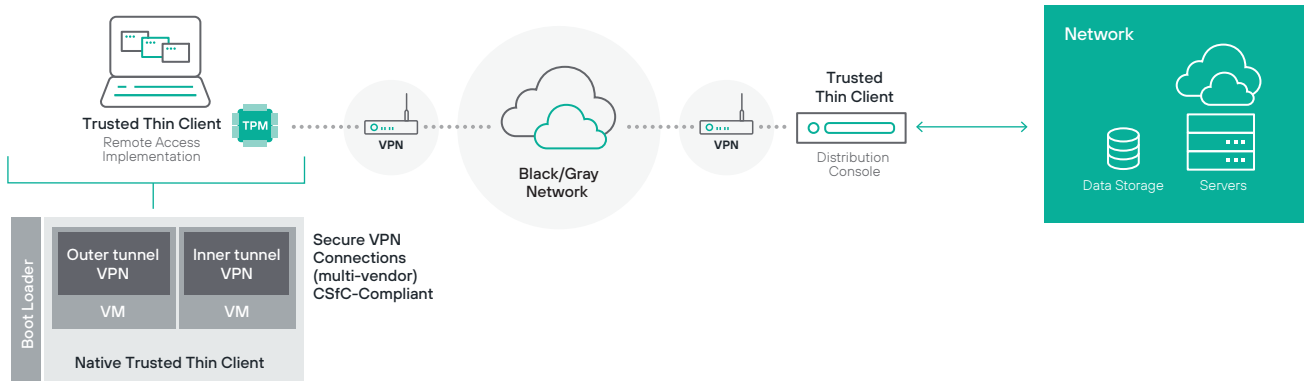 Trusted Thin Client
Remote Access
Implementation
TPM
VPN
Black/Gray
Network
VPN
Trusted
Thin Client
Distribution
Console
Network
Data Storage
Servers
Boot Loader
Outer tunnel
VPN
VM
Inner tunnel
VPN
VM
Native Trusted Thin Client
Secure VPN
Connections
(multi-vendor)
CSfC-Compliant